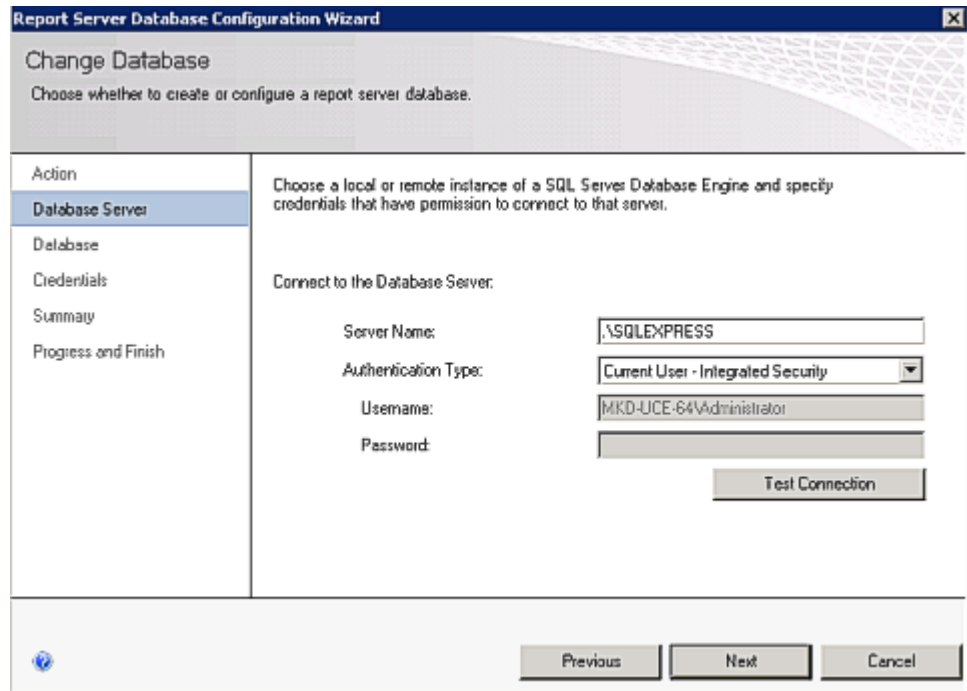 Report Server Database Configuration Wizard
Change Database
Choose whether to create or configure a report server database.
Action
Database Server
Database
Credentials
Summary
Progress and Finish
Choose a local or remote instance of a SQL Server Database Engine and specify
credentials that have permission to connect to that server.
Connect to the Database Server:
Server Name:
.\SQLEXPRESS
Authentication Type:
Current User - Integrated Security
Username:
MKD-UCE-64\Administrator
Password:
Test Connection
Previous
Next
Cancel